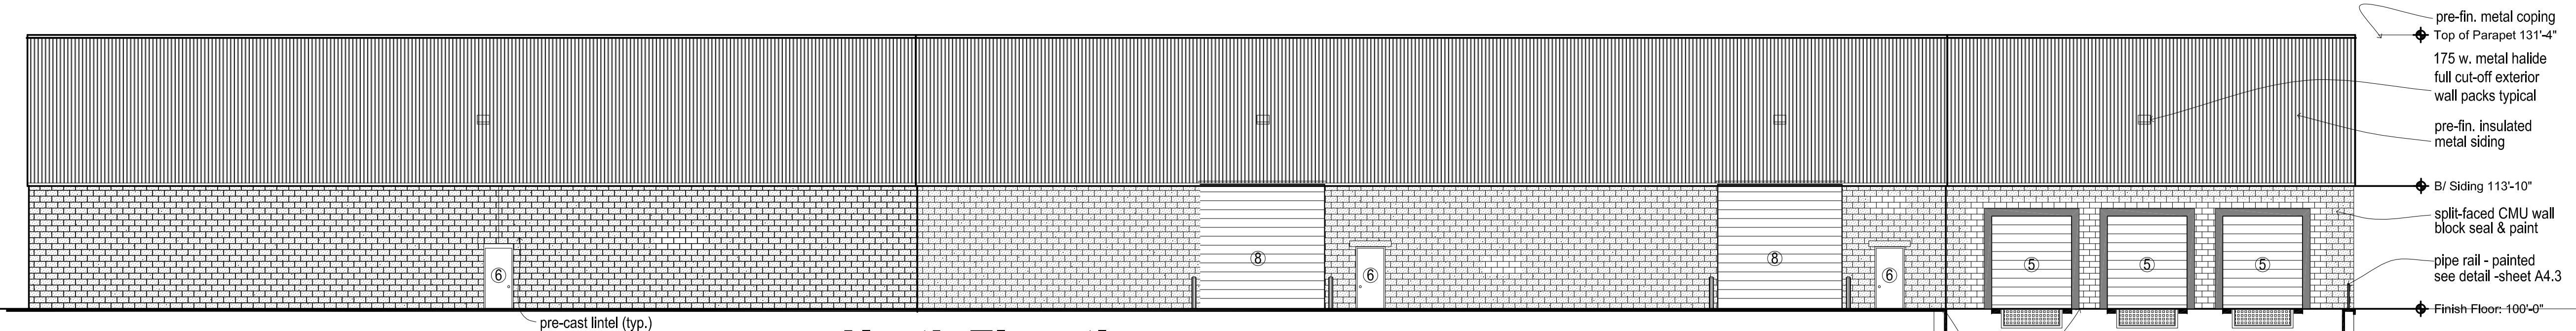 pre-fin. metal coping
Top of Parapet 131'-4"
175 w. metal halide
full cut-off exterior
wall packs typical
pre-fin. insulated
metal siding
B/ Siding 113'-10"
split-faced CMU wall
block seal & paint
pipe rail - painted
see detail -sheet A4.3
Finish Floor: 100'-0"
6
8
6
8
6
5
5
5
pre-cast lintel (typ.)